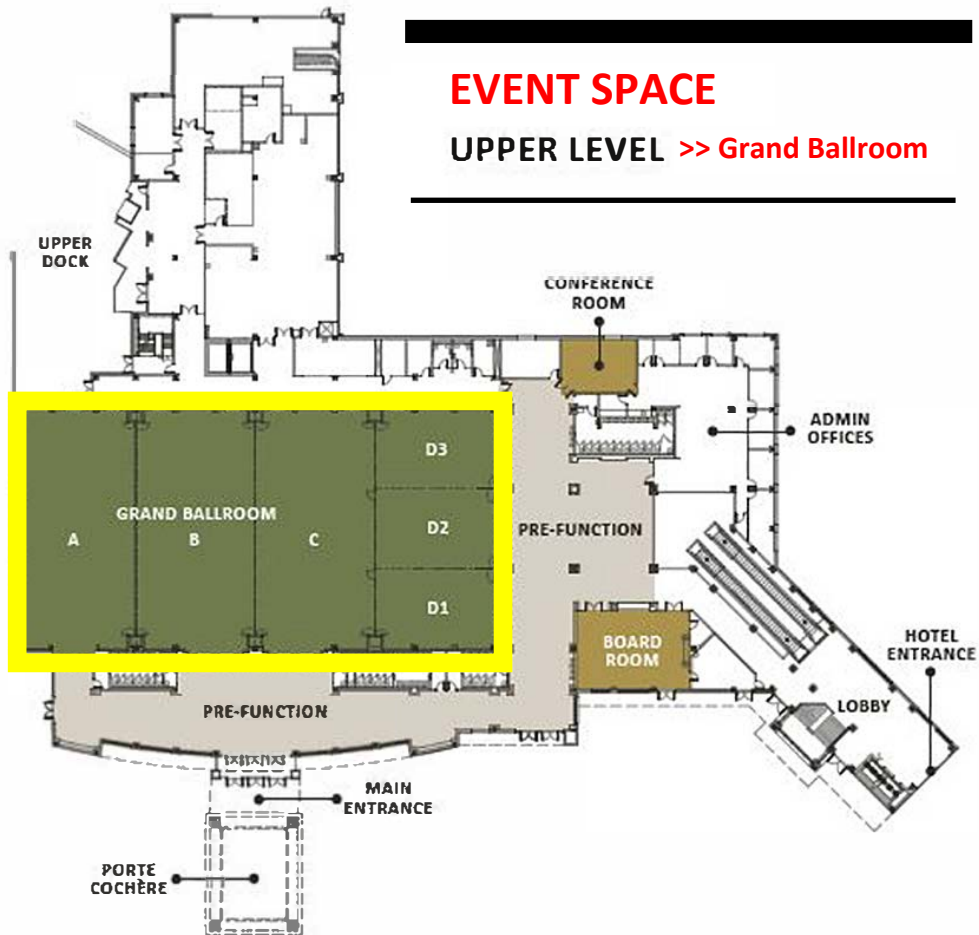 EVENT SPACE
UPPER LEVEL >> Grand Ballroom
UPPER
DOCK
CONFERENCE
ROOM
ADMIN
OFFICES
D3
GRAND BALLROOM
A
B
C
D2
PRE-FUNCTION
D1
BOARD
ROOM
HOTEL
ENTRANCE
LOBBY
PRE-FUNCTION
MAIN
ENTRANCE
PORTE
COCHÈRE